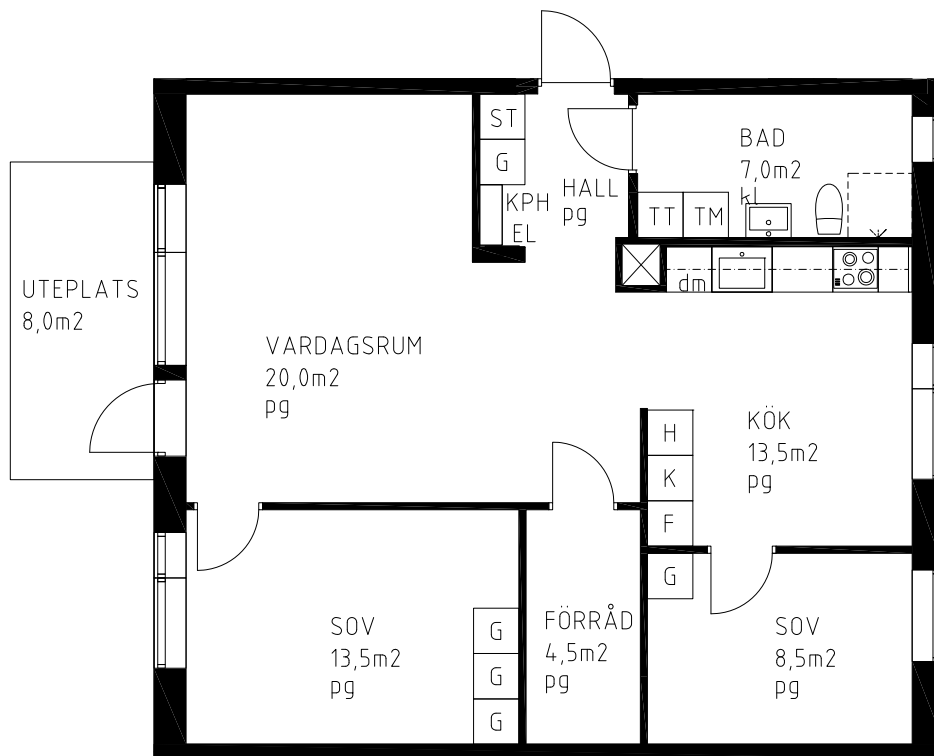 ST
G
KPH
EL
HALL
pg
BAD
7,0m2
kl
TT
TM
dm
UTEPLATS
8,0m2
VARDAGSRUM
20,0m2
pg
H
K
F
KÖK
13,5m2
pg
G
SOV
13,5m2
pg
G
G
G
FÖRRÅD
4,5m2
pg
SOV
8,5m2
pg